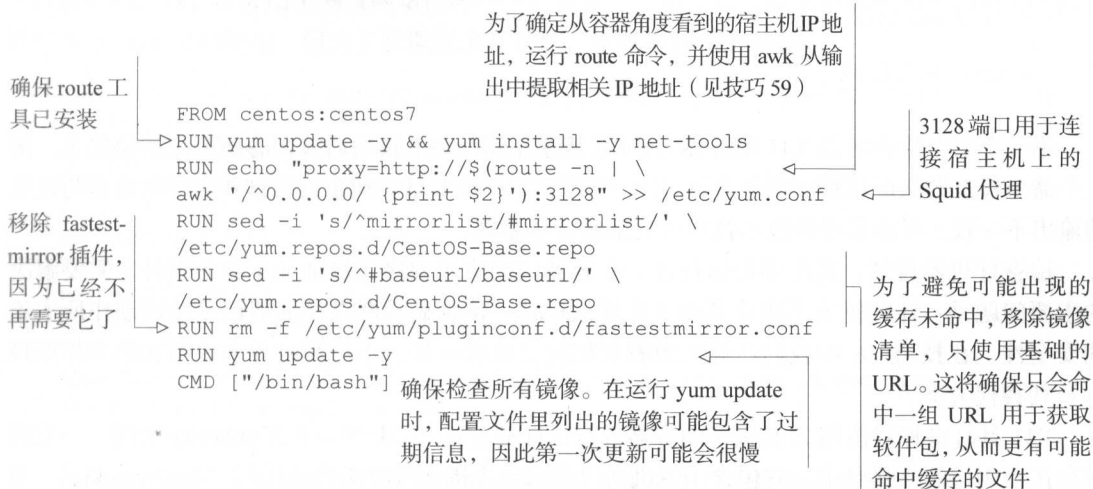 为了确定从容器角度看到的宿主机IP地
址，运行 route 命令，并使用 awk 从输
出中提取相关 IP 地址（见技巧 59）
确保 route 工
具已安装
3128 端口用于连
接宿主机上的
Squid 代理
FROM centos:centos7
RUN yum update -y && yum install -y net-tools
RUN echo "proxy=http://$(route -n | \
awk '/^0.0.0.0/ {print $2}'):3128" >> /etc/yum.conf
RUN sed -i 's/^mirrorlist/#mirrorlist/' \
/etc/yum.repos.d/CentOS-Base.repo
RUN sed -i 's/^#baseurl/baseurl/' \
/etc/yum.repos.d/CentOS-Base.repo
RUN rm -f /etc/yum/pluginconf.d/fastestmirror.conf
RUN yum update -y
CMD ["/bin/bash"]
移除 fastest-
mirror 插件，
因为已经不
再需要它了
为了避免可能出现的
缓存未命中，移除镜像
清单，只使用基础的
URL。这将确保只会命
中一组 URL 用于获取
软件包，从而更有可能
命中缓存的文件
确保检查所有镜像。在运行 yum update
时，配置文件里列出的镜像可能包含了过
期信息，因此第一次更新可能会很慢